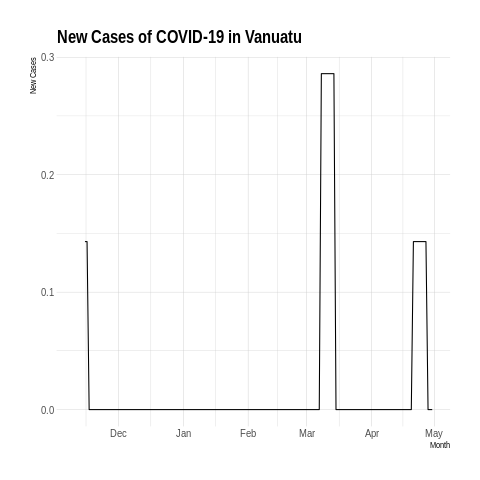 New Cases of COVID-19 in Vanuatu
New Cases
0.3
0.2
0.1
0.0
Dec Jan Feb Mar Apr May
Month